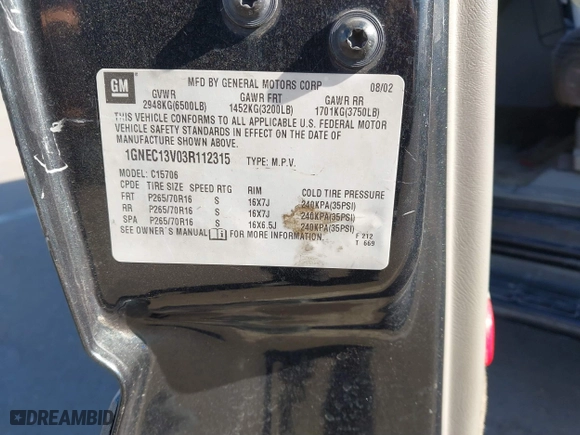 GM
MFD BY GENERAL MOTORS CORP 08/02
GVWR GAWR FRT GAWR RR
2948KG(6500LB) 1452KG(3200LB) 1701KG(3750LB)
THIS VEHICLE CONFORMS TO ALL APPLICABLE U.S. FEDERAL MOTOR
VEHICLE SAFETY STANDARDS IN EFFECT ON THE DATE OF
MANUFACTURE SHOWN ABOVE.
1GNEC13V03R112315 TYPE: M.P.V.
MODEL: C15706
CPDE TIRE SIZE SPEED RTG RIM COLD TIRE PRESSURE
FRT P265/70R16 S 16X7J 240KPA(35PSI)
RR P265/70R16 S 16X7J 240KPA(35PSI)
SPA P265/70R16 S 16X6.5J 240KPA(35PSI)
SEE OWNER'S MANUAL i FOR MORE INFORMATION. F 212
T 669
DREAMBID